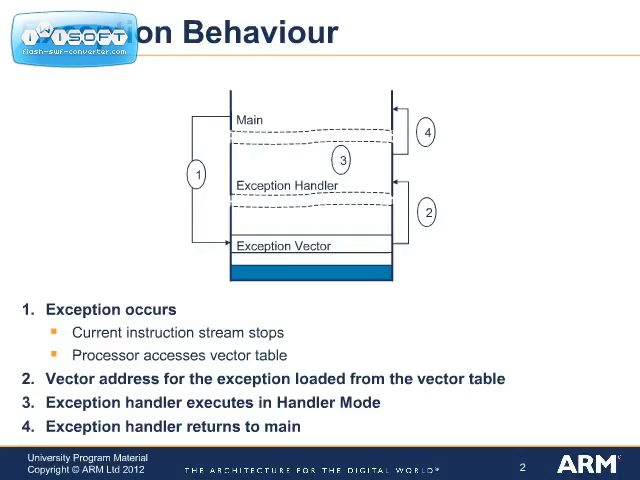 iWiSOFT
flash-swf-converter.com
ion Behaviour
Main
4
3
1
Exception Handler
2
Exception Vector
1. Exception occurs
Current instruction stream stops
Processor accesses vector table
2. Vector address for the exception loaded from the vector table
3. Exception handler executes in Handler Mode
4. Exception handler returns to main
University Program Material
Copyright © ARM Ltd 2012
THE ARCHITECTURE FOR THE DIGITAL WORLD®
2
ARM®